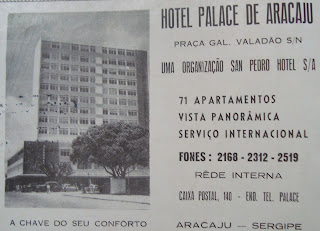 HOTEL PALACE DE ARACAJU
PRAÇA GAL. VALADÃO S/N
UMA ORGANIZAÇÃO SAN PEDRO HOTEL S/A
71 APARTAMENTOS
VISTA PANORÂMICA
SERVIÇO INTERNACIONAL
FONES: 2168 - 2312 - 2519
RÊDE INTERNA
CAIXA POSTAL, 140 - END. TEL. PALACE
A CHAVE DO SEU CONFÔRTO
ARACAJU — SERGIPE